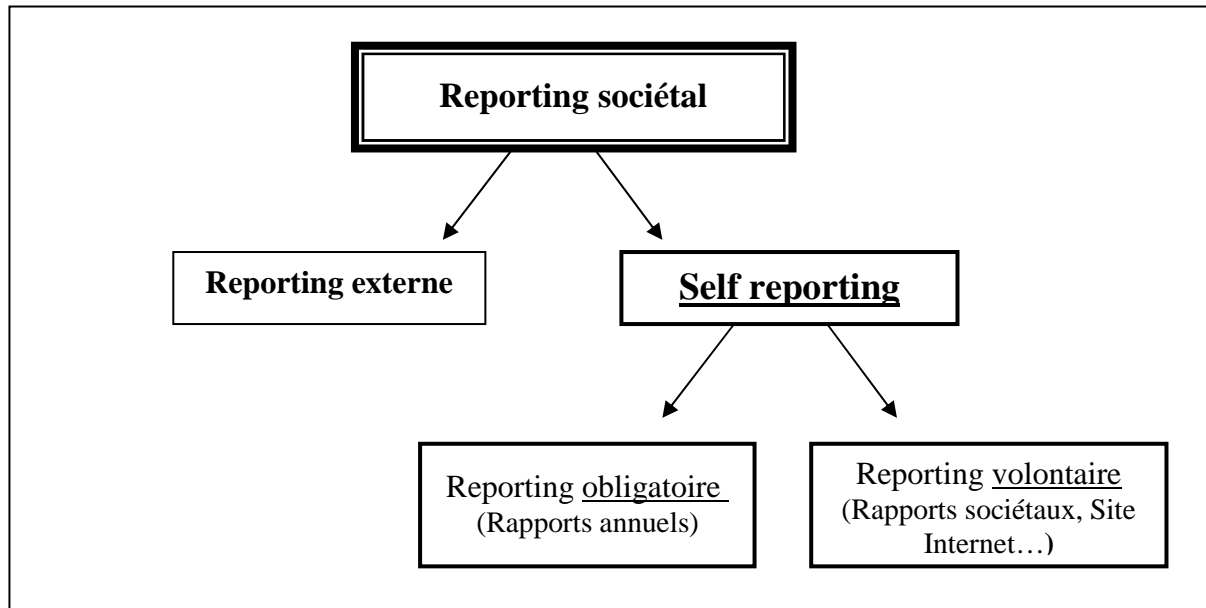 Reporting sociétal
Reporting externe
Self reporting
Reporting obligatoire
(Rapports annuels)
Reporting volontaire
(Rapports sociétaux, Site
Internet…)